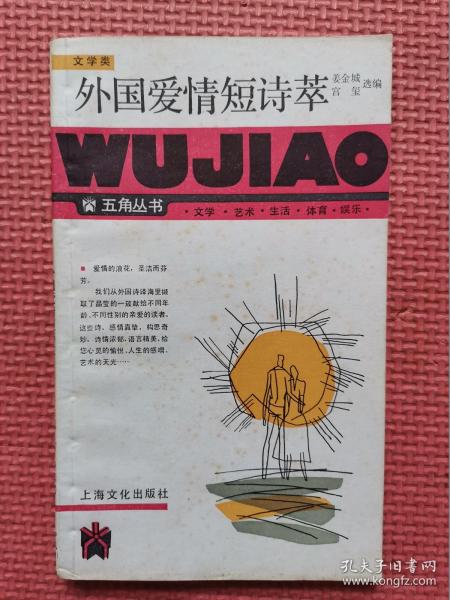 文学类
外国爱情短诗萃
姜金城
宫玺
选编
WUJIAO
五角丛书
·文学·艺术·生活·体育·娱乐·
■ 爱情的浪花，圣洁而芬
芳。
我们从外国诗译海里撷
取了晶莹的一簇献给不同年
龄、不同性别的亲爱的读者。
这些诗，感情真挚，构思奇
妙，诗情浓郁，语言精美，给
您心灵的愉悦、人生的感喟、
艺术的天光……
上海文化出版社
孔夫子旧书网
www.kongfz.com